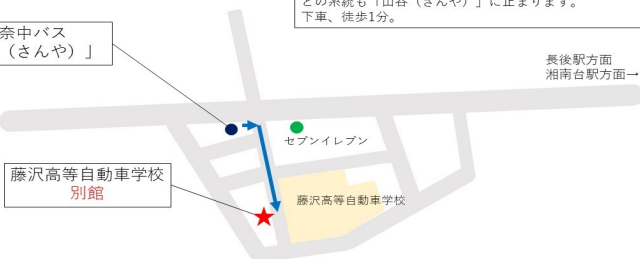 どの系統も「山谷（さんや）」に止まります。
下車、徒歩1分。
奈中バス
（さんや）」
長後駅方面
湘南台駅方面→
セブンイレブン
藤沢高等自動車学校
別館
藤沢高等自動車学校